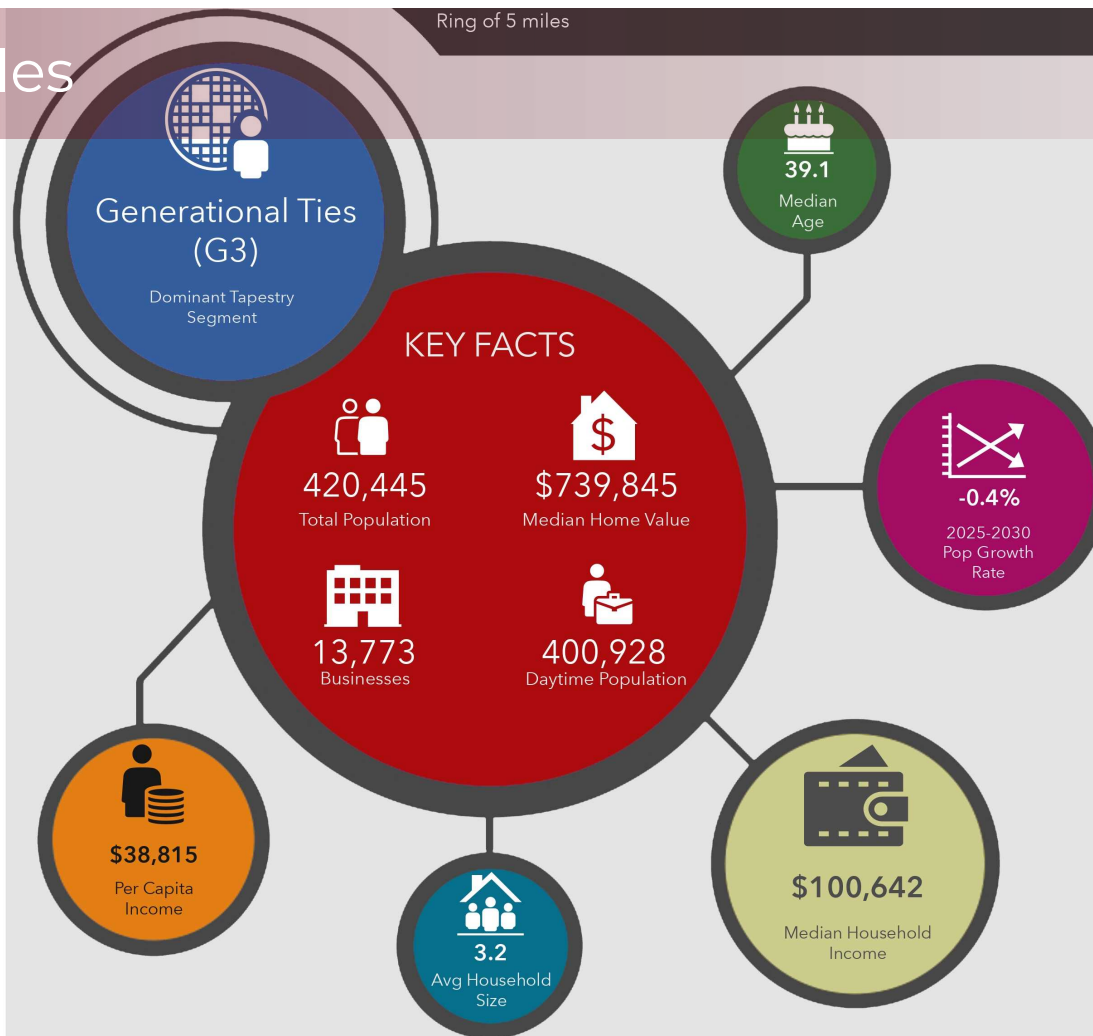 Ring of 5 miles
les
Generational Ties
(G3)
Dominant Tapestry
Segment
39.1
Median
Age
KEY FACTS
420,445
Total Population
$739,845
Median Home Value
13,773
Businesses
400,928
Daytime Population
-0.4%
2025-2030
Pop Growth
Rate
$38,815
Per Capita
Income
3.2
Avg Household
Size
$100,642
Median Household
Income